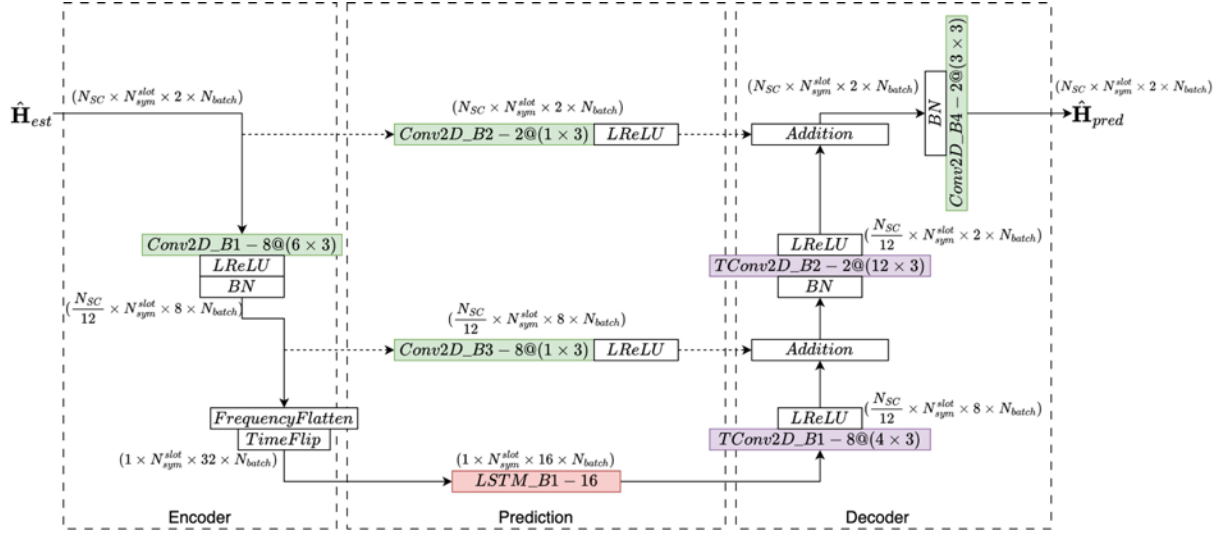 Ĥ_est
(N_SC × N_sym^slot × 2 × N_batch)
Conv2D_B1 − 8@(6 × 3)
LReLU
BN
(N_SC/12 × N_sym^slot × 8 × N_batch)
FrequencyFlatten
TimeFlip
(1 × N_sym^slot × 32 × N_batch)
Encoder
(N_SC × N_sym^slot × 2 × N_batch)
Conv2D_B2 − 2@(1 × 3) LReLU
(N_SC/12 × N_sym^slot × 8 × N_batch)
Conv2D_B3 − 8@(1 × 3) LReLU
(1 × N_sym^slot × 16 × N_batch)
LSTM_B1 − 16
Prediction
(N_SC × N_sym^slot × 2 × N_batch)
BN
Conv2D_B4 − 2@(3 × 3)
Addition
LReLU
(N_SC/12 × N_sym^slot × 2 × N_batch)
TConv2D_B2 − 2@(12 × 3)
BN
Addition
LReLU
(N_SC/12 × N_sym^slot × 8 × N_batch)
TConv2D_B1 − 8@(4 × 3)
Decoder
(N_SC × N_sym^slot × 2 × N_batch)
Ĥ_pred